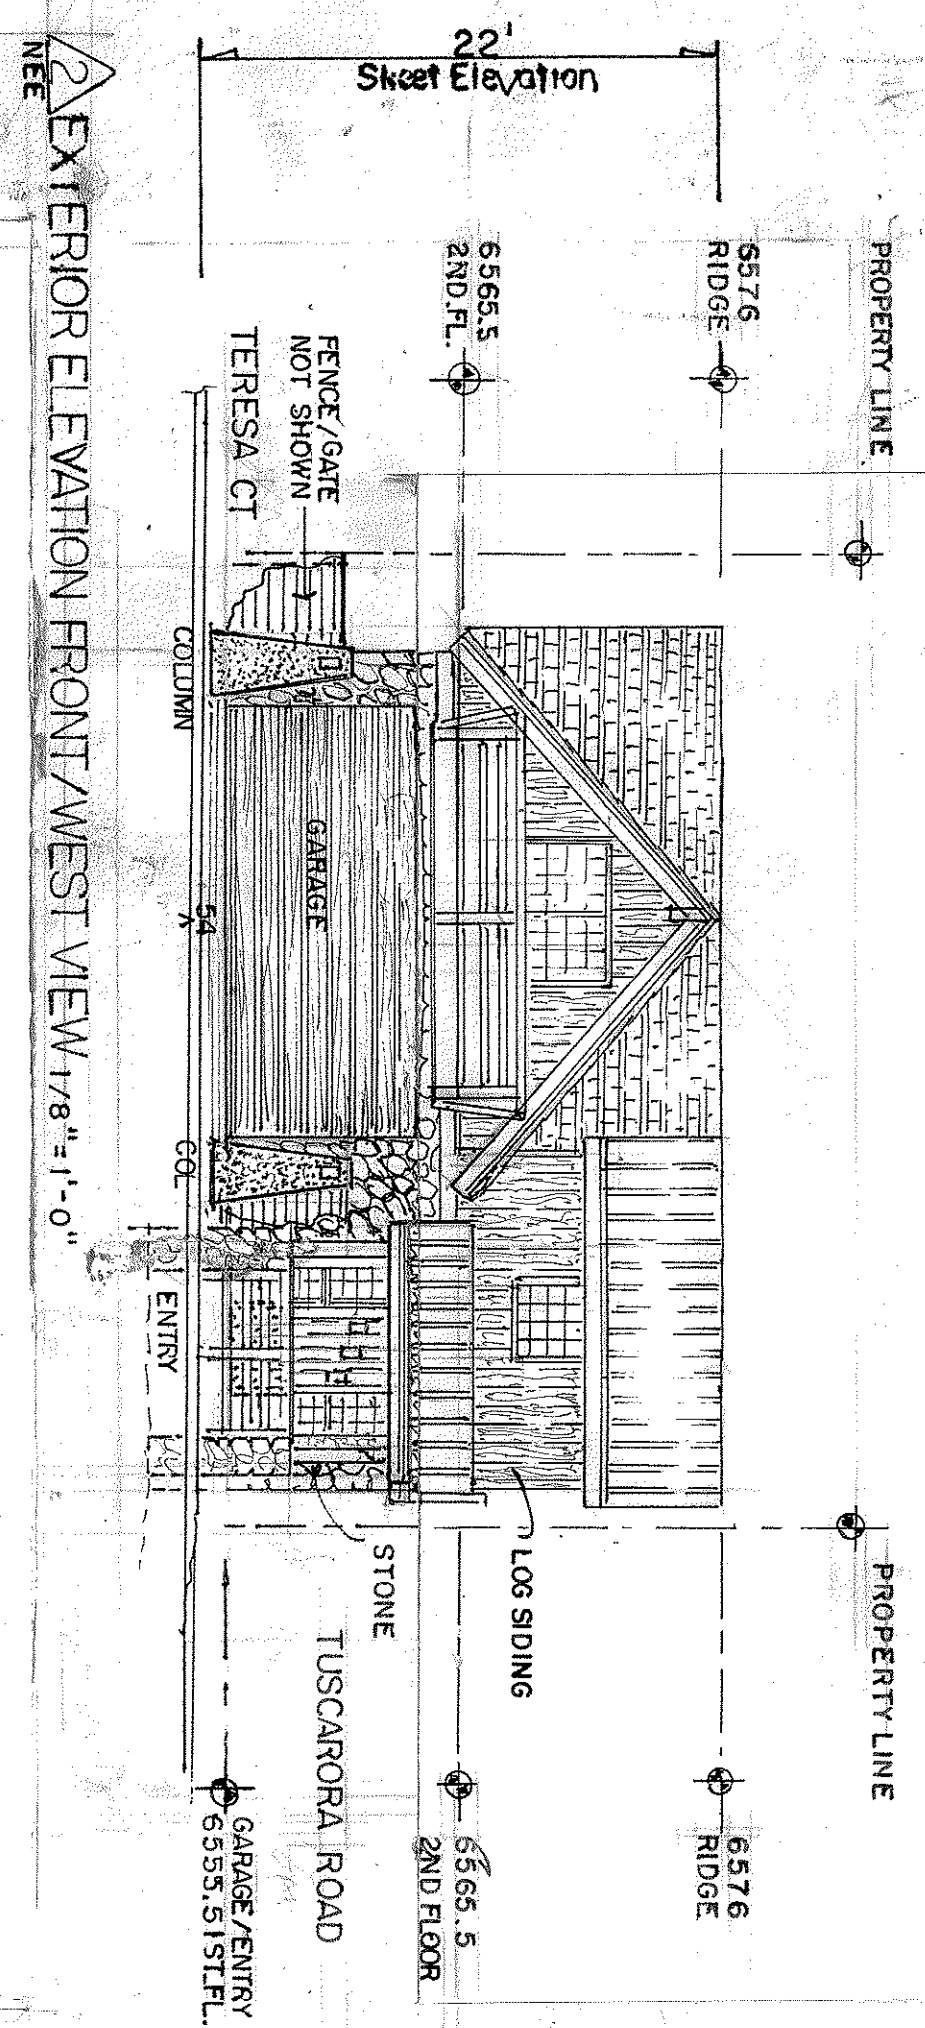 22'
Skeet Elevation
PROPERTY LINE
6576
RIDGE
6565.5
2ND.FL.
FENCE/GATE
NOT SHOWN
TERESA CT
COLUMN
GARAGE
54
COL
ENTRY
LOG SIDING
STONE
TUSCARORA ROAD
PROPERTY LINE
6576
RIDGE
6565.5
2ND FLOOR
GARAGE/ENTRY
6555.5 1ST.FL.
2 EXTERIOR ELEVATION FRONT/WEST VIEW 1/8"=1'-0"
NEE